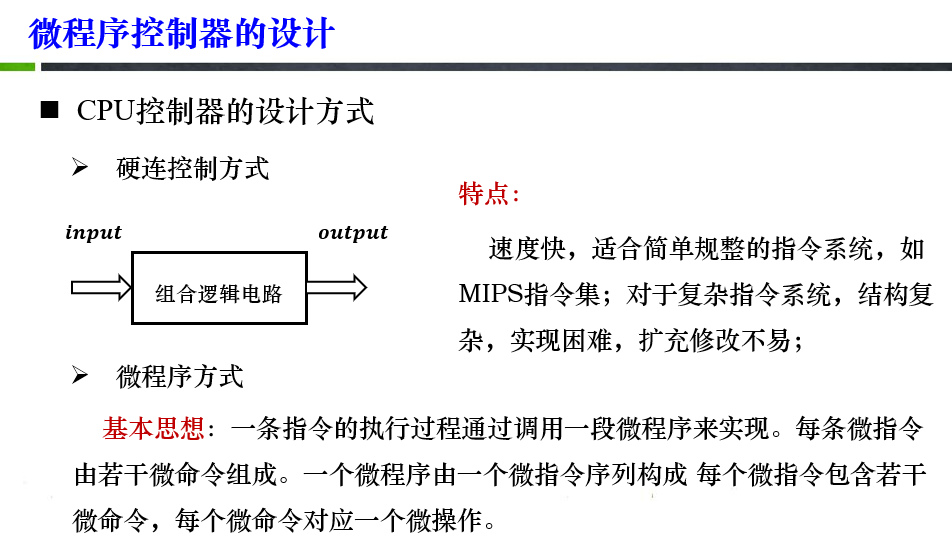 微程序控制器的设计
■ CPU控制器的设计方式
➢ 硬连控制方式
特点：
input
output
组合逻辑电路
速度快，适合简单规整的指令系统，如
MIPS指令集；对于复杂指令系统，结构复
杂，实现困难，扩充修改不易；
➢ 微程序方式
基本思想：一条指令的执行过程通过调用一段微程序来实现。每条微指令
由若干微命令组成。一个微程序由一个微指令序列构成 每个微指令包含若干
微命令，每个微命令对应一个微操作。